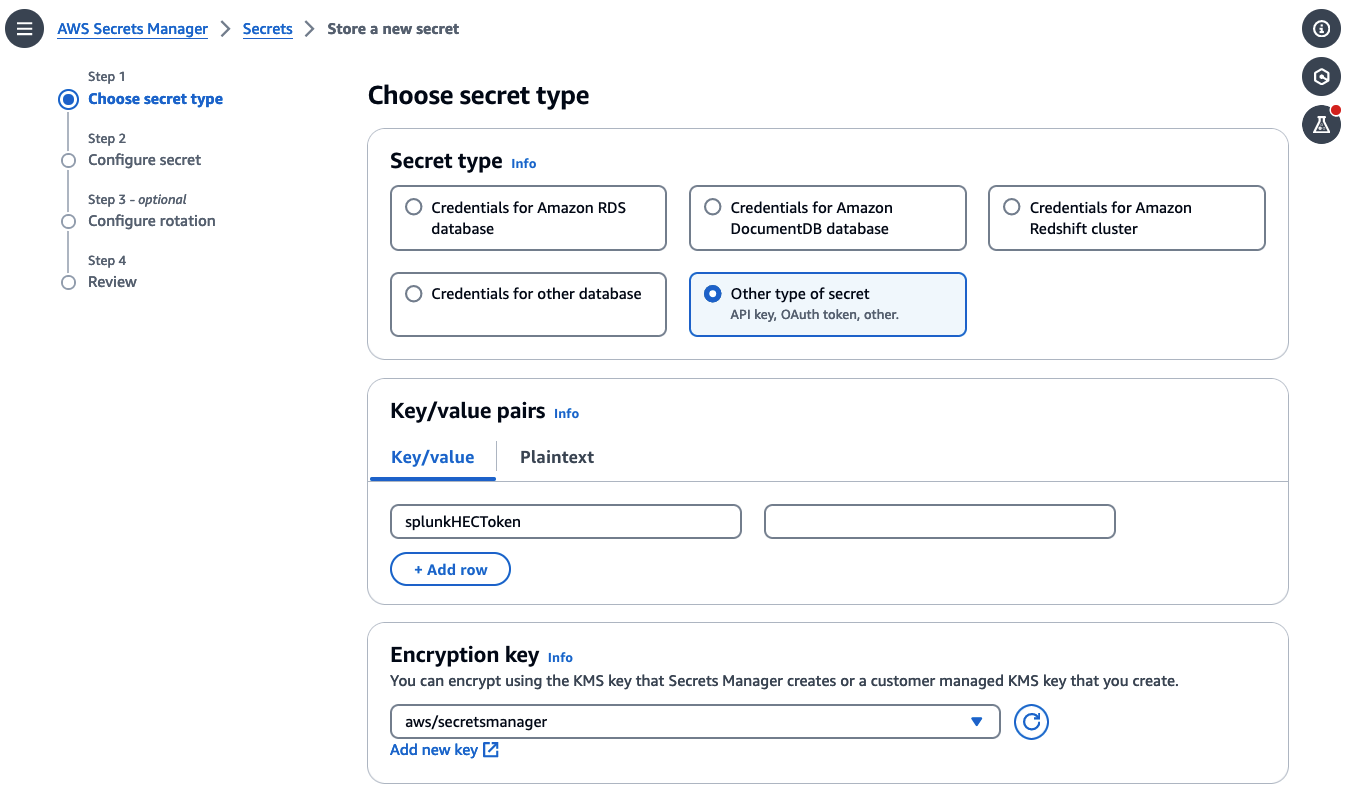 AWS Secrets Manager > Secrets > Store a new secret
Step 1
Choose secret type
Step 2
Configure secret
Step 3 - optional
Configure rotation
Step 4
Review
Choose secret type
Secret type Info
Credentials for Amazon RDS
database
Credentials for Amazon
DocumentDB database
Credentials for Amazon
Redshift cluster
Credentials for other database
Other type of secret
API key, OAuth token, other.
Key/value pairs Info
Key/value Plaintext
splunkHECToken
+ Add row
Encryption key Info
You can encrypt using the KMS key that Secrets Manager creates or a customer managed KMS key that you create.
aws/secretsmanager
Add new key